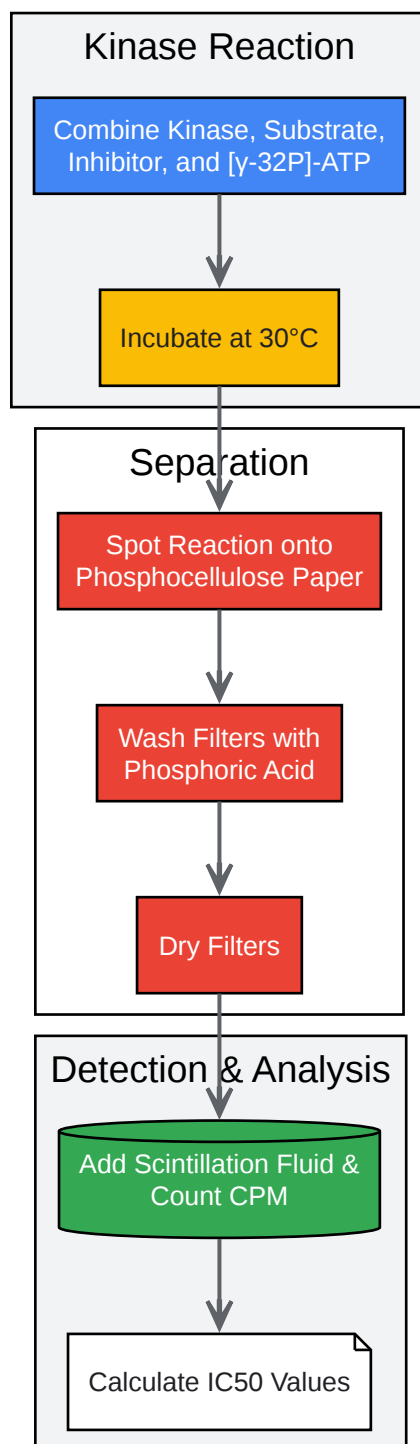 Kinase Reaction
Combine Kinase, Substrate,
Inhibitor, and [γ-32P]-ATP
Incubate at 30°C
Separation
Spot Reaction onto
Phosphocellulose Paper
Wash Filters with
Phosphoric Acid
Dry Filters
Detection & Analysis
Add Scintillation Fluid &
Count CPM
Calculate IC50 Values